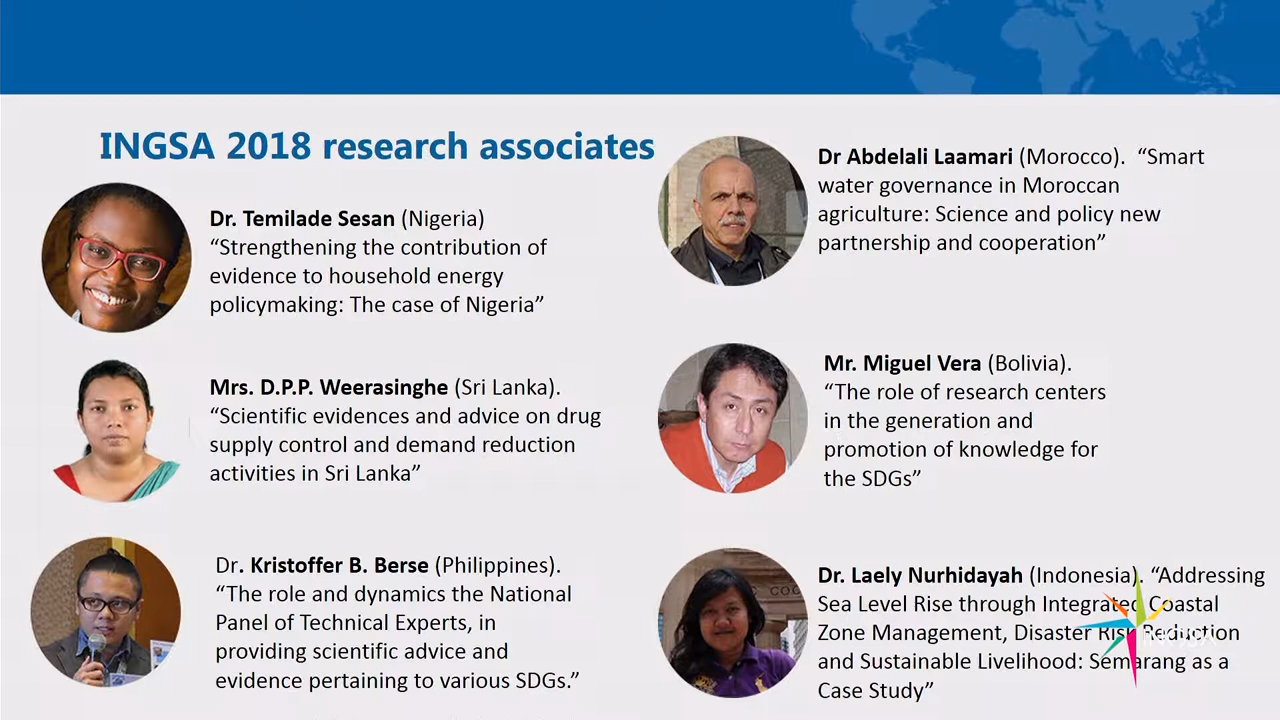 INGSA 2018 research associates
Dr. Temilade Sesan (Nigeria)
“Strengthening the contribution of
evidence to household energy
policymaking: The case of Nigeria”
Mrs. D.P.P. Weerasinghe (Sri Lanka).
“Scientific evidences and advice on drug
supply control and demand reduction
activities in Sri Lanka”
Dr. Kristoffer B. Berse (Philippines).
“The role and dynamics the National
Panel of Technical Experts, in
providing scientific advice and
evidence pertaining to various SDGs.”
Dr Abdelali Laamari (Morocco). “Smart
water governance in Moroccan
agriculture: Science and policy new
partnership and cooperation”
Mr. Miguel Vera (Bolivia).
“The role of research centers
in the generation and
promotion of knowledge for
the SDGs”
Dr. Laely Nurhidayah (Indonesia). “Addressing
Sea Level Rise through Integrated Coastal
Zone Management, Disaster Risk Reduction
and Sustainable Livelihood: Semarang as a
Case Study”